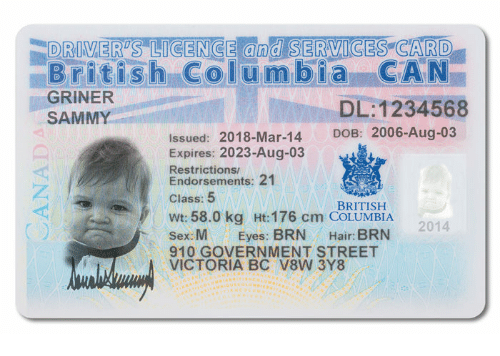 DRIVER'S LICENCE and SERVICES CARD
British Columbia CAN
GRINER
SAMMY
DL:1234568
Issued: 2018-Mar-14
DOB: 2006-Aug-03
Expires: 2023-Aug-03
Restrictions/
Endorsements: 21
Class: 5
Wt: 58.0 kg Ht: 176 cm
Sex: M Eyes: BRN Hair: BRN
910 GOVERNMENT STREET
VICTORIA BC V8W 3Y8
BRITISH
COLUMBIA
2014
CANADA